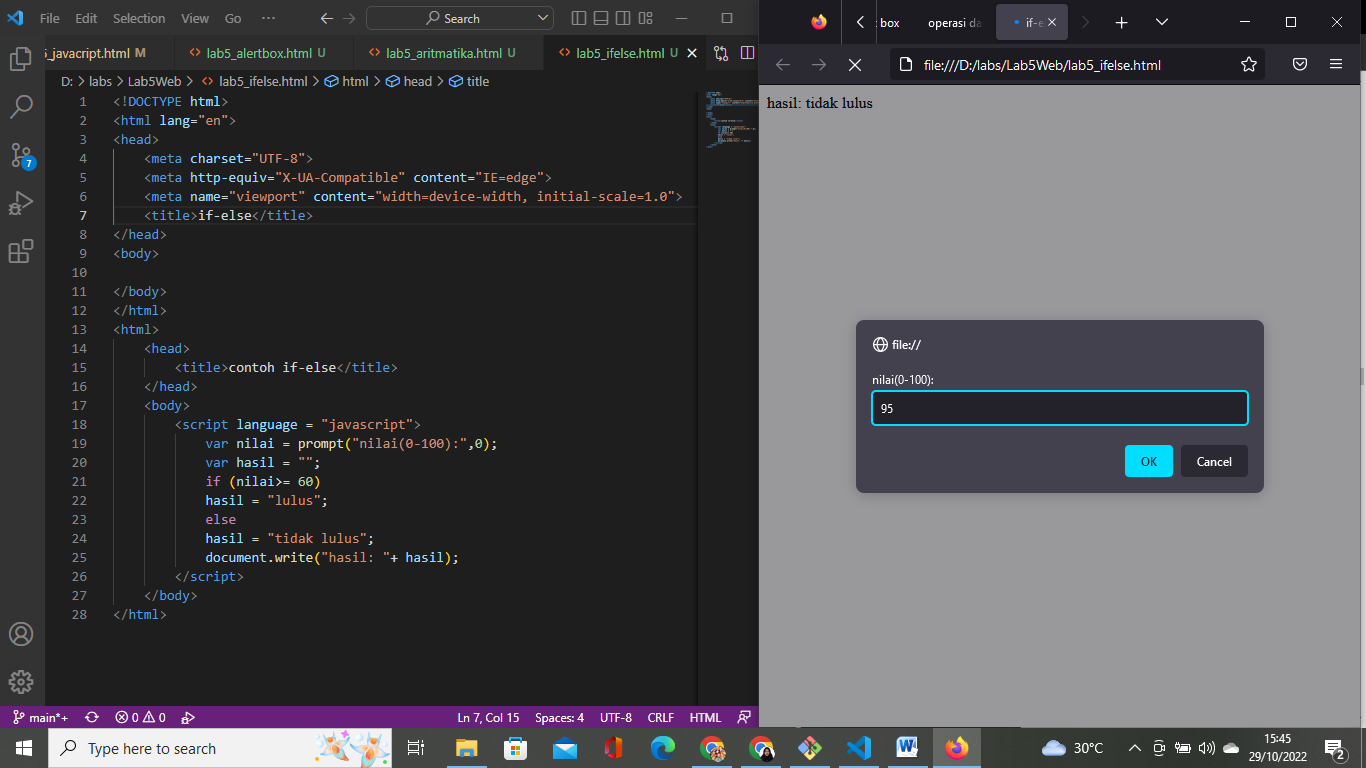 File Edit Selection View Go ··· Search
5_javacript.html M lab5_alertbox.html U lab5_aritmatika.html U lab5_ifelse.html U
D: > labs > Lab5Web > lab5_ifelse.html > html > head > title
1 <!DOCTYPE html>
2 <html lang="en">
3 <head>
4 <meta charset="UTF-8">
5 <meta http-equiv="X-UA-Compatible" content="IE=edge">
6 <meta name="viewport" content="width=device-width, initial-scale=1.0">
7 <title>if-else</title>
8 </head>
9 <body>
10
11 </body>
12 </html>
13 <html>
14 <head>
15 <title>contoh if-else</title>
16 </head>
17 <body>
18 <script language = "javascript">
19 var nilai = prompt("nilai(0-100):",0);
20 var hasil = "";
21 if (nilai>= 60)
22 hasil = "lulus";
23 else
24 hasil = "tidak lulus";
25 document.write("hasil: "+ hasil);
26 </script>
27 </body>
28 </html>
7
main*+ 0 0 Ln 7, Col 15 Spaces: 4 UTF-8 CRLF HTML
box operasi da if-e
file:///D:/labs/Lab5Web/lab5_ifelse.html
hasil: tidak lulus
file://
nilai(0-100):
95
OK Cancel
Type here to search 30°C 15:45
29/10/2022 2